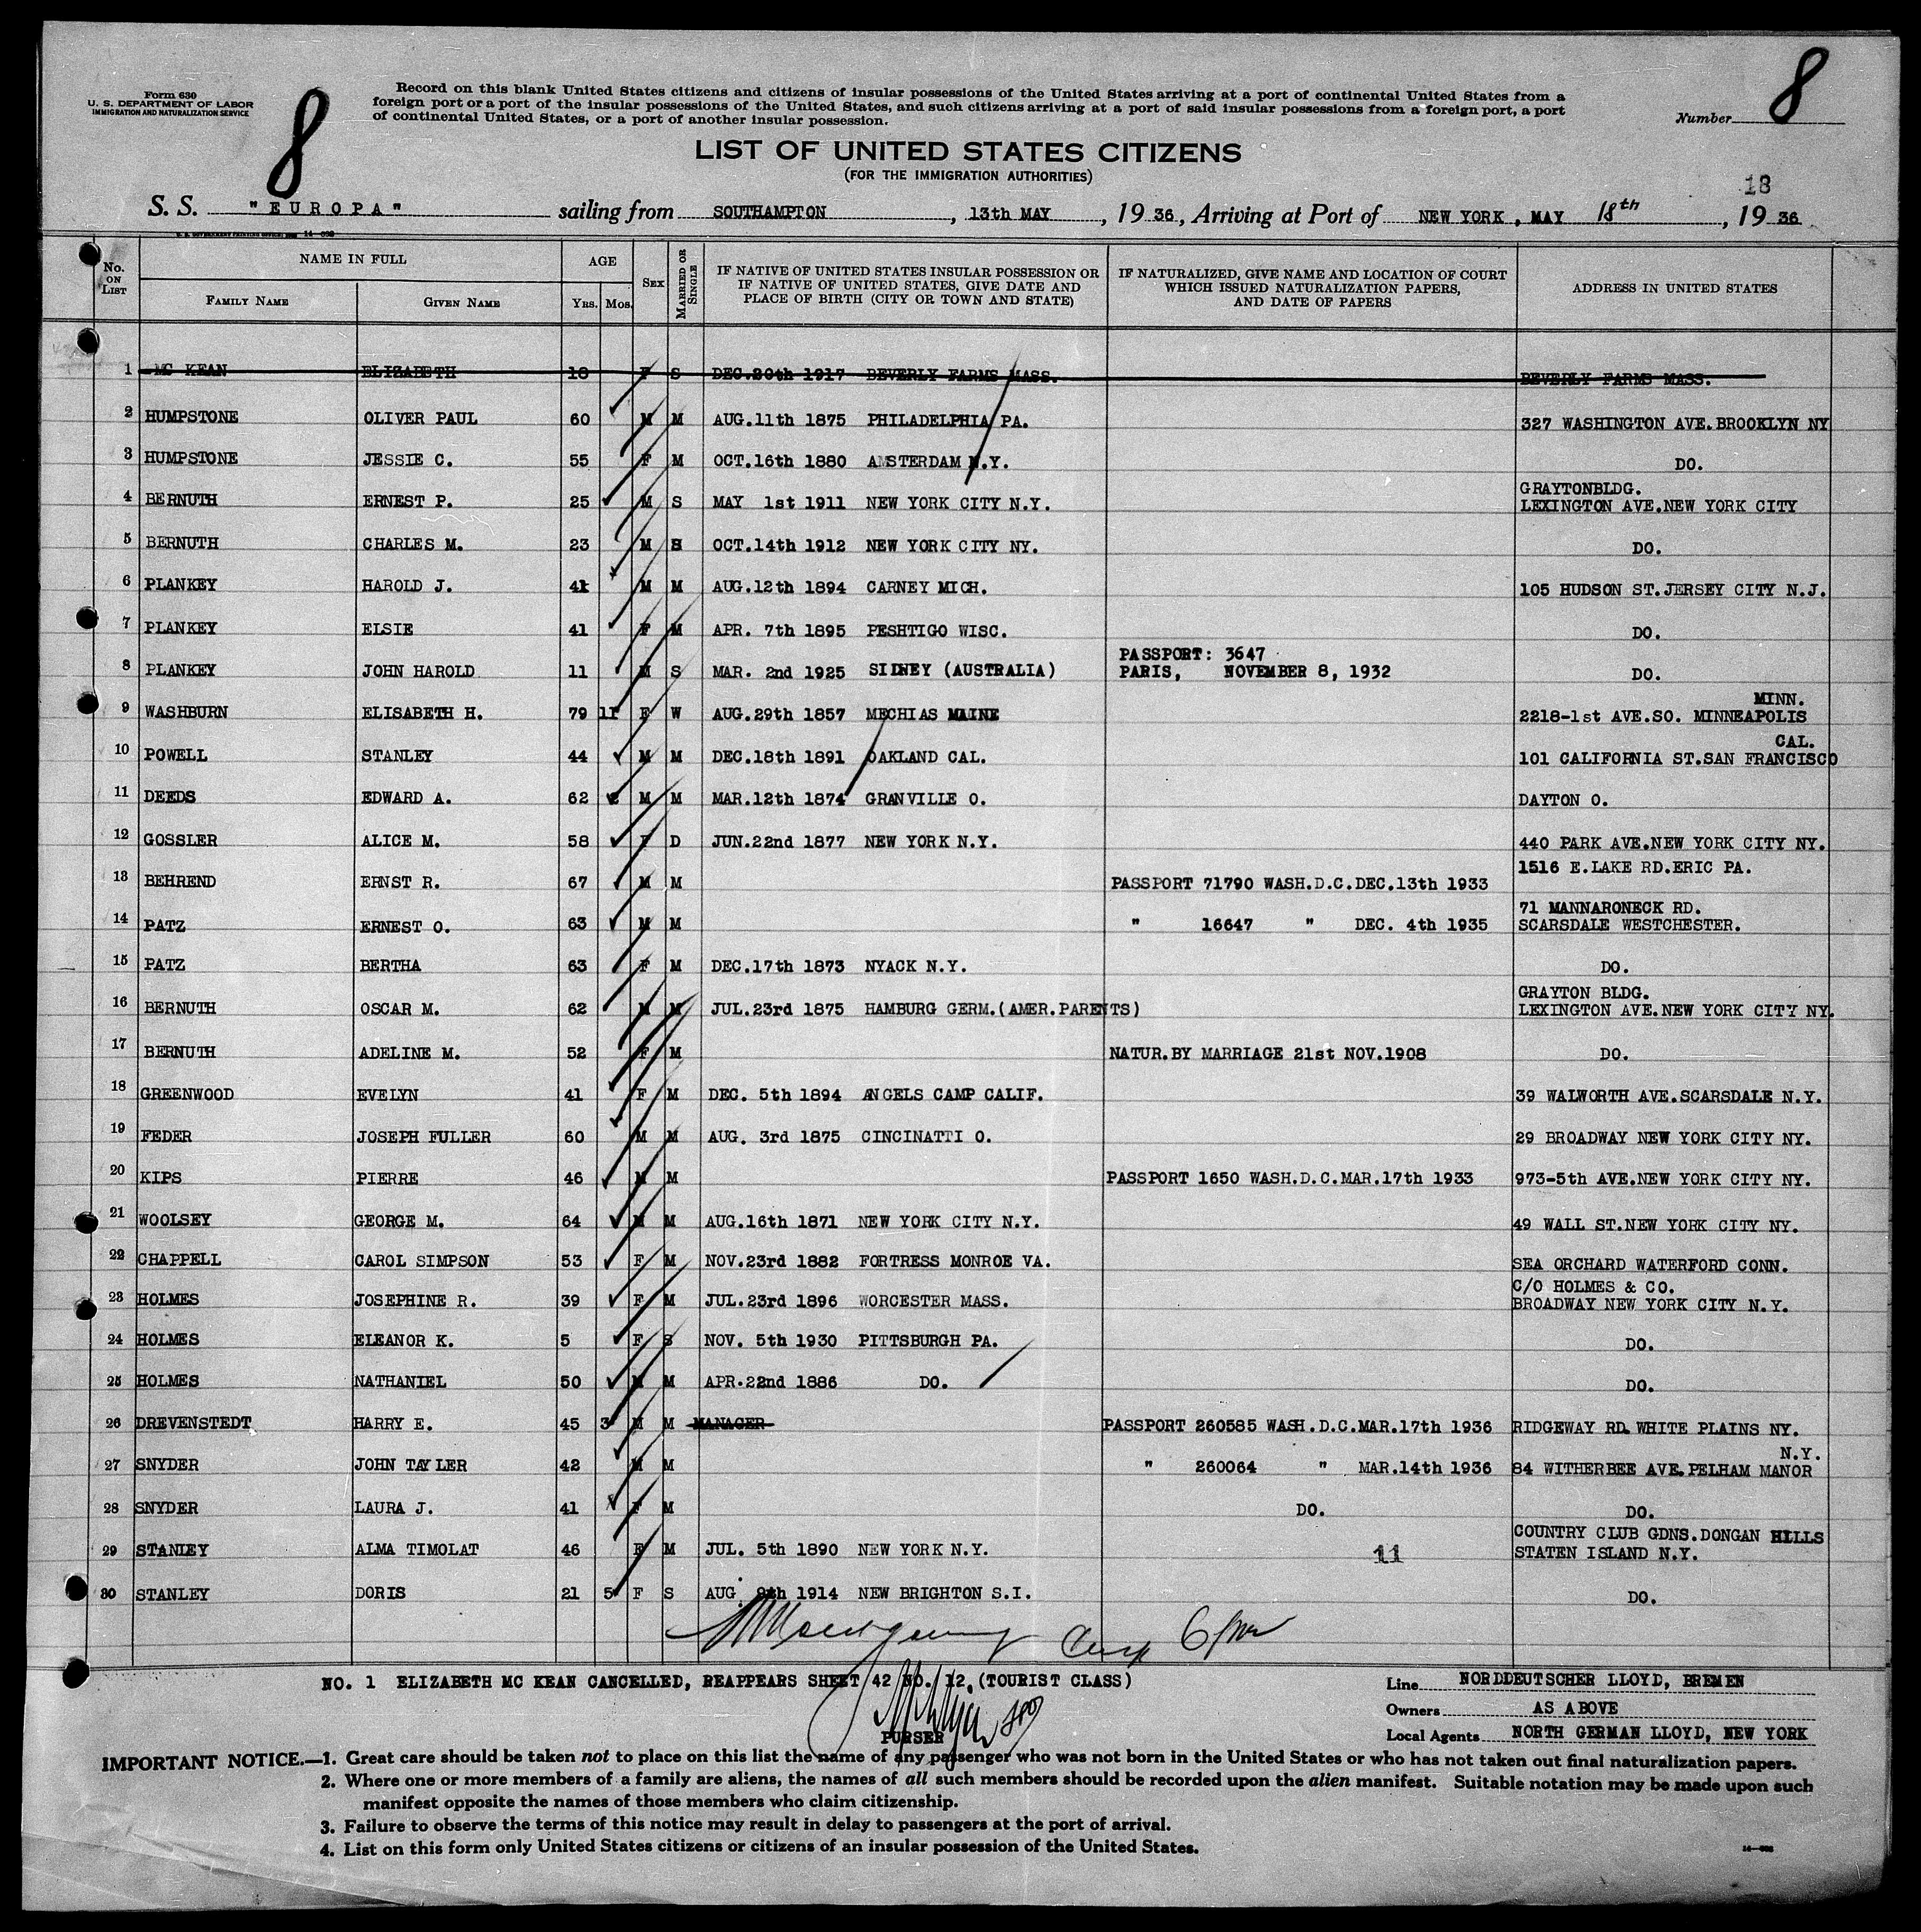 Form 630
U. S. DEPARTMENT OF LABOR
IMMIGRATION AND NATURALIZATION SERVICE
8
Record on this blank United States citizens and citizens of insular possessions of the United States arriving at a port of continental United States from a
foreign port or a port of the insular possessions of the United States, and such citizens arriving at a port of said insular possessions from a foreign port, a port
of continental United States, or a port of another insular possession.
Number 8
LIST OF UNITED STATES CITIZENS
(FOR THE IMMIGRATION AUTHORITIES)
18
S. S. "EUROPA" sailing from SOUTHAMPTON, 13th MAY, 1936, Arriving at Port of NEW YORK, MAY 18th, 1936
No. ON LIST
NAME IN FULL
FAMILY NAME GIVEN NAME
AGE
Yrs. Mos.
SEX
MARRIED OR SINGLE
IF NATIVE OF UNITED STATES INSULAR POSSESSION OR
IF NATIVE OF UNITED STATES, GIVE DATE AND
PLACE OF BIRTH (CITY OR TOWN AND STATE)
IF NATURALIZED, GIVE NAME AND LOCATION OF COURT
WHICH ISSUED NATURALIZATION PAPERS,
AND DATE OF PAPERS
ADDRESS IN UNITED STATES
1 MC KEAN ELIZABETH 18 F S DEC.20th 1917 BEVERLY FARMS MASS. BEVERLY FARMS MASS.
2 HUMPSTONE OLIVER PAUL 60 M M AUG.11th 1875 PHILADELPHIA PA. 327 WASHINGTON AVE.BROOKLYN NY
3 HUMPSTONE JESSIE C. 55 F M OCT.16th 1880 AMSTERDAM N.Y. DO.
GRAYTONBLDG.
4 BERNUTH ERNEST P. 25 M S MAY 1st 1911 NEW YORK CITY N.Y. LEXINGTON AVE.NEW YORK CITY
5 BERNUTH CHARLES M. 23 M S OCT.14th 1912 NEW YORK CITY NY. DO.
6 PLANKEY HAROLD J. 41 M M AUG.12th 1894 CARNEY MICH. 105 HUDSON ST.JERSEY CITY N.J.
7 PLANKEY ELSIE 41 F M APR. 7th 1895 PESHTIGO WISC. DO.
PASSPORT: 3647
8 PLANKEY JOHN HAROLD 11 M S MAR. 2nd 1925 SIDNEY (AUSTRALIA) PARIS, NOVEMBER 8, 1932 DO.
MINN.
9 WASHBURN ELISABETH H. 79 11 F W AUG.29th 1857 MECHIAS MAINE 2218-1st AVE.SO. MINNEAPOLIS
CAL.
10 POWELL STANLEY 44 M M DEC.18th 1891 OAKLAND CAL. 101 CALIFORNIA ST.SAN FRANCISCO
11 DEEDS EDWARD A. 62 2 M M MAR.12th 1874 GRANVILLE O. DAYTON O.
12 GOSSLER ALICE M. 58 F D JUN.22nd 1877 NEW YORK N.Y. 440 PARK AVE.NEW YORK CITY NY.
1516 E.LAKE RD.ERIC PA.
13 BEHREND ERNST R. 67 M M PASSPORT 71790 WASH.D.C.DEC.13th 1933
71 MANNARONECK RD.
14 PATZ ERNEST O. 63 M M " 16647 " DEC. 4th 1935 SCARSDALE WESTCHESTER.
15 PATZ BERTHA 63 F M DEC.17th 1873 NYACK N.Y. DO.
GRAYTON BLDG.
16 BERNUTH OSCAR M. 62 M M JUL.23rd 1875 HAMBURG GERM.(AMER.PARENTS) LEXINGTON AVE.NEW YORK CITY NY.
17 BERNUTH ADELINE M. 52 F M NATUR.BY MARRIAGE 21st NOV.1908 DO.
18 GREENWOOD EVELYN 41 F M DEC. 5th 1894 ANGELS CAMP CALIF. 39 WALWORTH AVE.SCARSDALE N.Y.
19 FEDER JOSEPH FULLER 60 M M AUG. 3rd 1875 CINCINATTI O. 29 BROADWAY NEW YORK CITY NY.
20 KIPS PIERRE 46 M M PASSPORT 1650 WASH.D.C.MAR.17th 1933 973-5th AVE.NEW YORK CITY NY.
21 WOOLSEY GEORGE M. 64 M M AUG.16th 1871 NEW YORK CITY N.Y. 49 WALL ST.NEW YORK CITY NY.
22 CHAPPELL CAROL SIMPSON 53 F M NOV.23rd 1882 FORTRESS MONROE VA. SEA ORCHARD WATERFORD CONN.
C/O HOLMES & CO.
23 HOLMES JOSEPHINE R. 39 F M JUL.23rd 1896 WORCESTER MASS. BROADWAY NEW YORK CITY N.Y.
24 HOLMES ELEANOR K. 5 F S NOV. 5th 1930 PITTSBURGH PA. DO.
25 HOLMES NATHANIEL 50 M M APR.22nd 1886 DO. DO.
26 DREVENSTEDT HARRY E. 45 3 M M MANAGER PASSPORT 260585 WASH.D.C.MAR.17th 1936 RIDGEWAY RD. WHITE PLAINS NY.
N.Y.
27 SNYDER JOHN TAYLER 42 M M " 260064 " MAR.14th 1936 84 WITHERBEE AVE.PELHAM MANOR
28 SNYDER LAURA J. 41 F M DO. DO.
COUNTRY CLUB GDNS.DONGAN HILLS
29 STANLEY ALMA TIMOLAT 46 F M JUL. 5th 1890 NEW YORK N.Y. 11 STATEN ISLAND N.Y.
30 STANLEY DORIS 21 5 F S AUG. 9th 1914 NEW BRIGHTON S.I. DO.
NO. 1 ELIZABETH MC KEAN CANCELLED, REAPPEARS SHEET 42 NO. 12. (TOURIST CLASS)
PURSER
Line NORDDEUTSCHER LLOYD, BREMEN
Owners AS ABOVE
Local Agents NORTH GERMAN LLOYD, NEW YORK
IMPORTANT NOTICE.—1. Great care should be taken not to place on this list the name of any passenger who was not born in the United States or who has not taken out final naturalization papers.
2. Where one or more members of a family are aliens, the names of all such members should be recorded upon the alien manifest. Suitable notation may be made upon such
manifest opposite the names of those members who claim citizenship.
3. Failure to observe the terms of this notice may result in delay to passengers at the port of arrival.
4. List on this form only United States citizens or citizens of an insular possession of the United States.